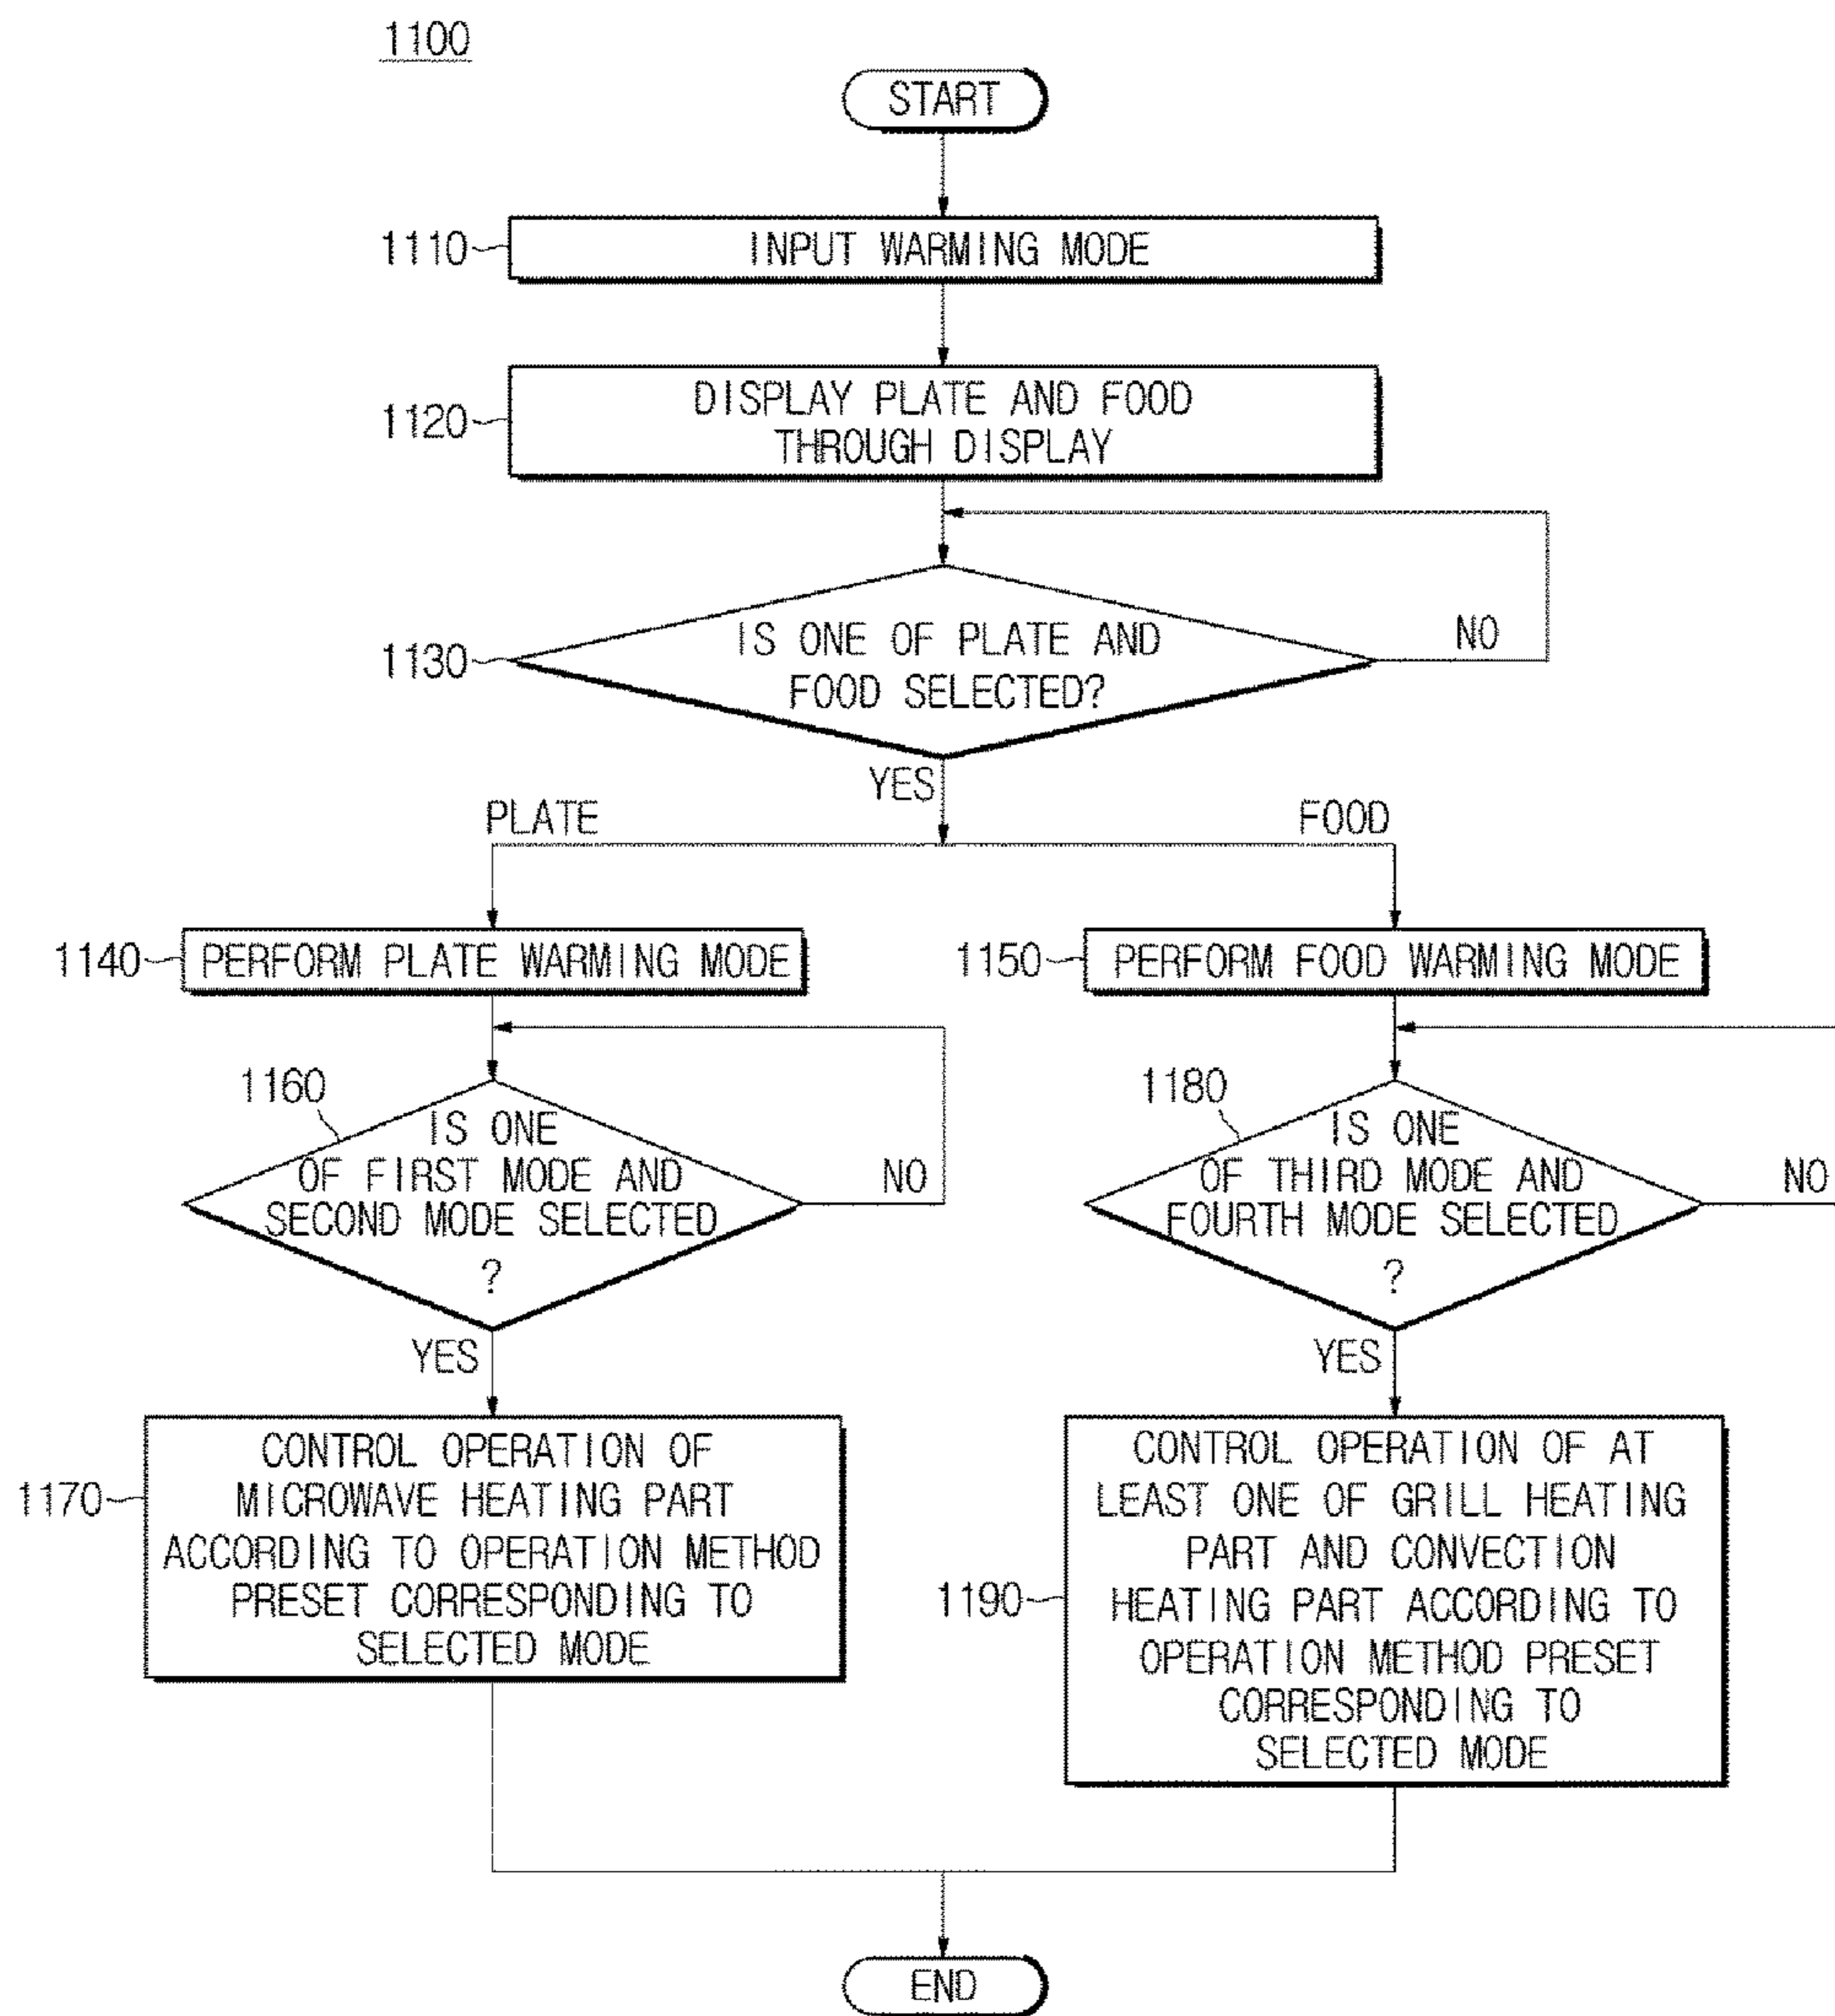 1100
START
1110
INPUT WARMING MODE
1120
DISPLAY PLATE AND FOOD
THROUGH DISPLAY
1130
IS ONE OF PLATE AND
FOOD SELECTED?
NO
YES
PLATE
FOOD
1140
PERFORM PLATE WARMING MODE
1150
PERFORM FOOD WARMING MODE
1160
IS ONE
OF FIRST MODE AND
SECOND MODE SELECTED
?
NO
YES
1180
IS ONE
OF THIRD MODE AND
FOURTH MODE SELECTED
?
NO
YES
1170
CONTROL OPERATION OF
MICROWAVE HEATING PART
ACCORDING TO OPERATION METHOD
PRESET CORRESPONDING TO
SELECTED MODE
1190
CONTROL OPERATION OF AT
LEAST ONE OF GRILL HEATING
PART AND CONVECTION
HEATING PART ACCORDING TO
OPERATION METHOD PRESET
CORRESPONDING TO
SELECTED MODE
END